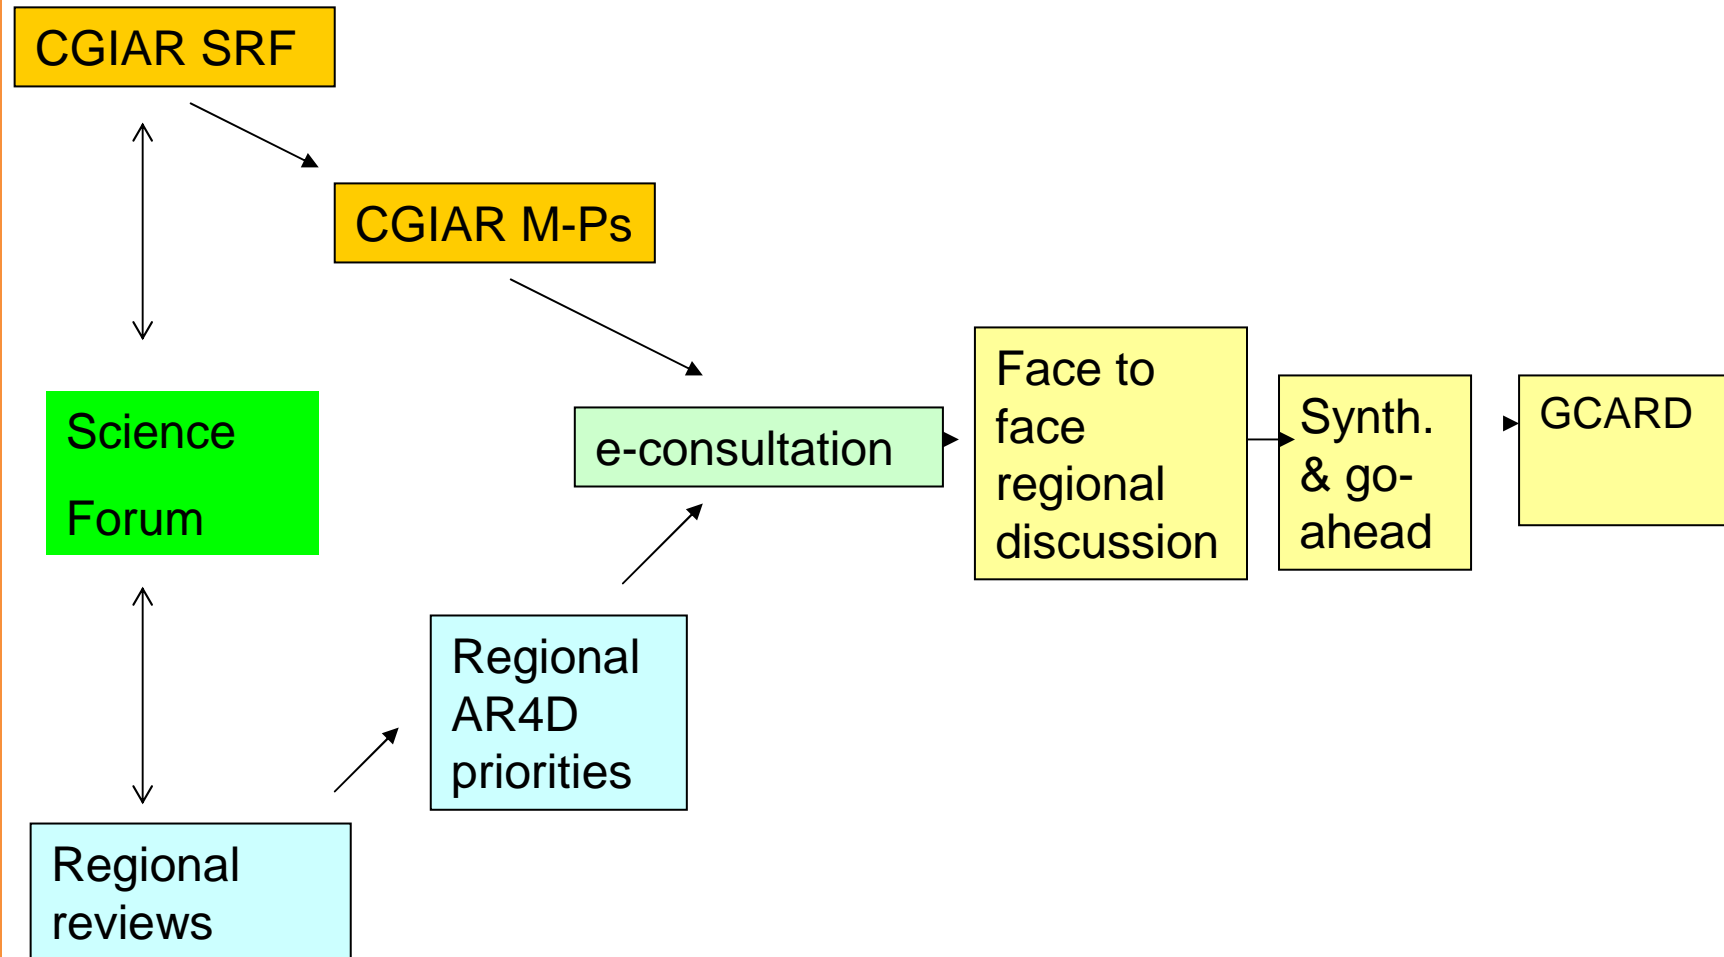 CGIAR SRF
CGIAR M-Ps
Science
Forum
e-consultation
Face to
face
regional
discussion
Synth.
& go-
ahead
GCARD
Regional
AR4D
priorities
Regional
reviews